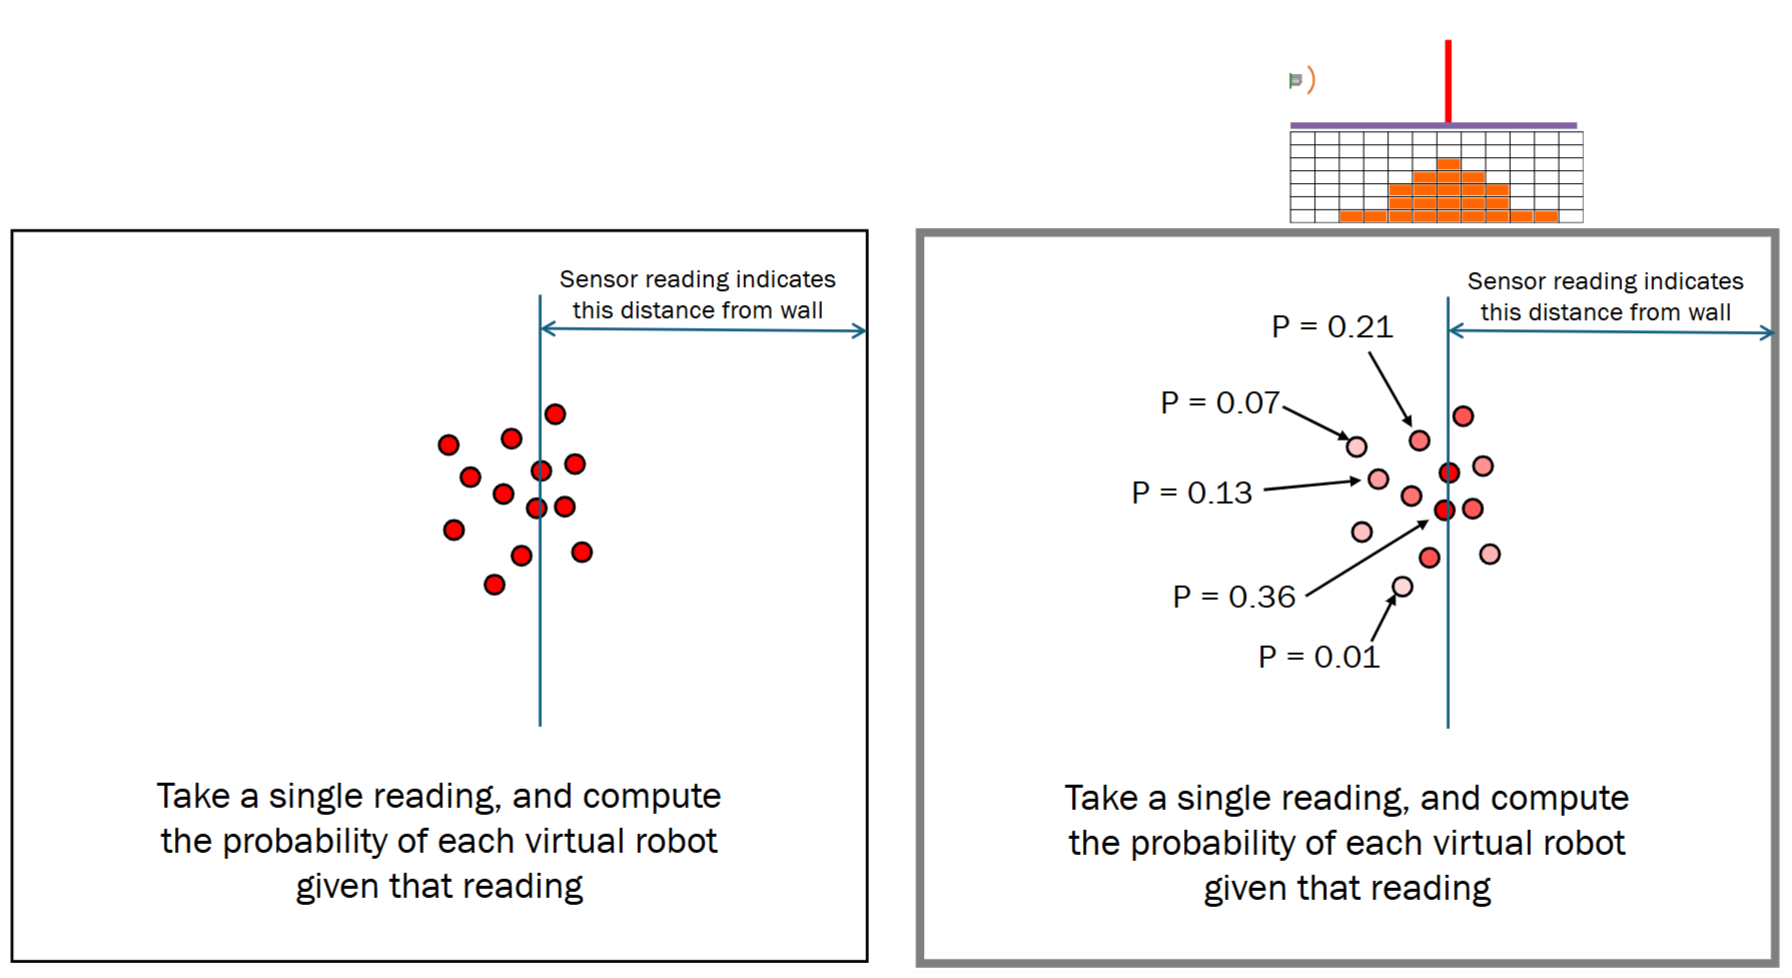 Sensor reading indicates
this distance from wall
Take a single reading, and compute
the probability of each virtual robot
given that reading
Sensor reading indicates
this distance from wall
P = 0.21
P = 0.07
P = 0.13
P = 0.36
P = 0.01
Take a single reading, and compute
the probability of each virtual robot
given that reading